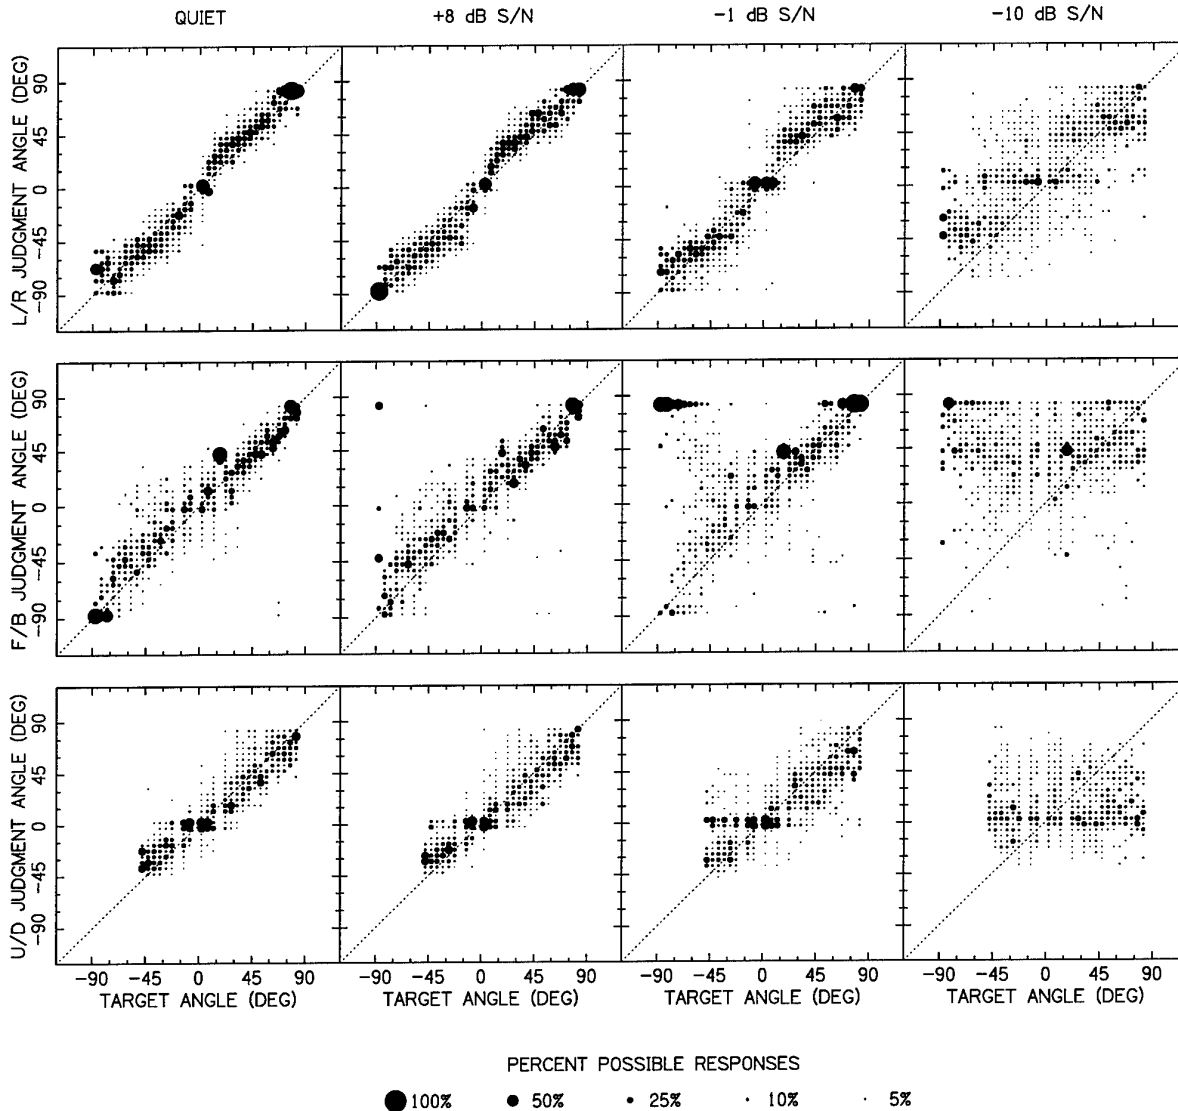 QUIET +8 dB S/N -1 dB S/N -10 dB S/N
L/R JUDGMENT ANGLE (DEG)
90
45
0
-45
-90
F/B JUDGMENT ANGLE (DEG)
90
45
0
-45
-90
U/D JUDGMENT ANGLE (DEG)
90
45
0
-45
-90
-90 -45 0 45 90 -90 -45 0 45 90 -90 -45 0 45 90 -90 -45 0 45 90
TARGET ANGLE (DEG) TARGET ANGLE (DEG) TARGET ANGLE (DEG) TARGET ANGLE (DEG)
PERCENT POSSIBLE RESPONSES
100% 50% 25% 10% 5%